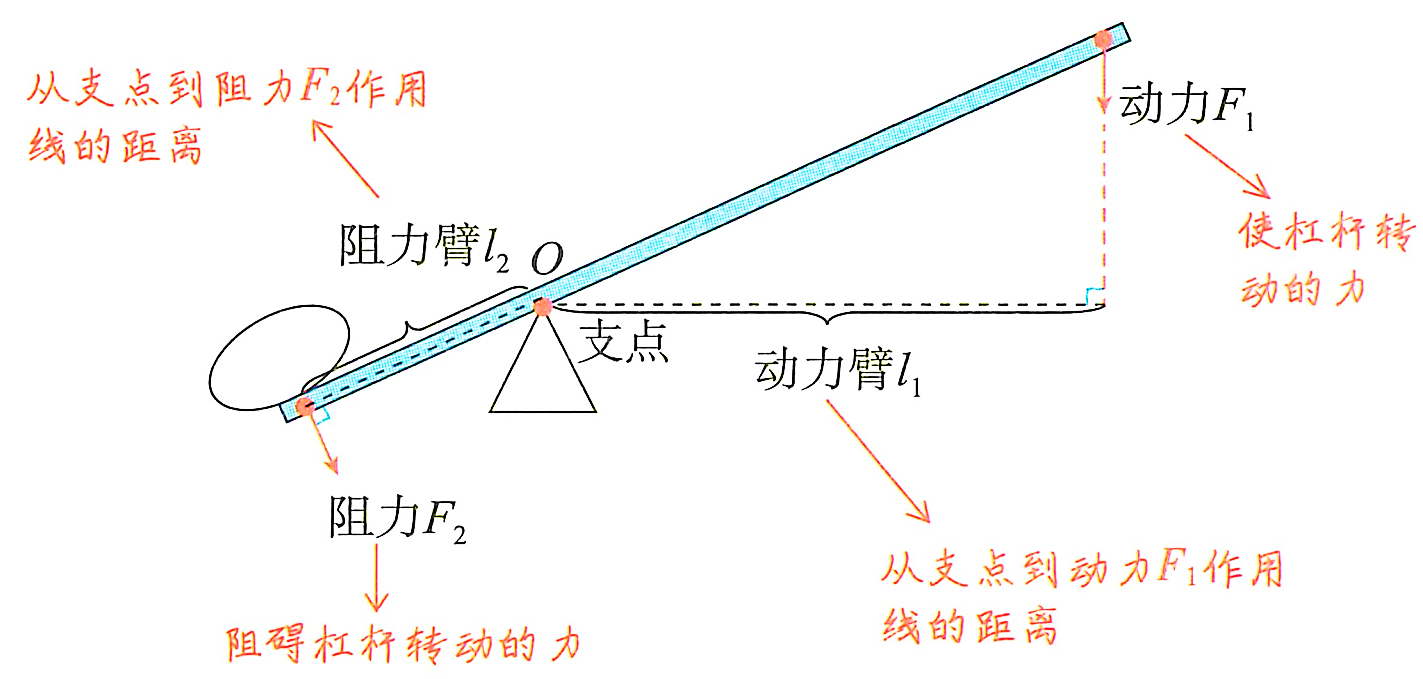 从支点到阻力F₂作用
线的距离
动力F₁
使杠杆转
动的力
阻力臂l₂
O
支点
动力臂l₁
阻力F₂
从支点到动力F₁作用
线的距离
阻碍杠杆转动的力